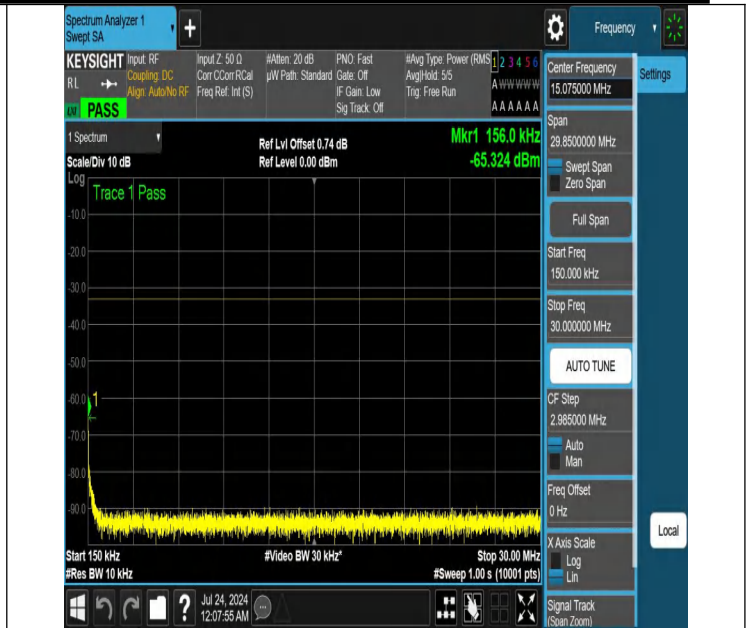 Spectrum Analyzer 1
Swept SA
+
Frequency
KEYSIGHT
RL
PASS
Input: RF
Coupling: DC
Align: Auto/No RF
Input Z: 50 Ω
Corr CCorr RCal
Freq Ref: Int (S)
#Atten: 20 dB
µW Path: Standard
PNO: Fast
Gate: Off
IF Gain: Low
Sig Track: Off
#Avg Type: Power (RMS
Avg|Hold: 5/5
Trig: Free Run
1 2 3 4 5 6
A W W W W W
A A A A A A
1 Spectrum
Scale/Div 10 dB
Ref Lvl Offset 0.74 dB
Ref Level 0.00 dBm
Mkr1 156.0 kHz
-65.324 dBm
Log
Trace 1 Pass
-10.0
-20.0
-30.0
-40.0
-50.0
-60.0
1
-70.0
-80.0
-90.0
Start 150 kHz
#Res BW 10 kHz
#Video BW 30 kHz*
Stop 30.00 MHz
#Sweep 1.00 s (10001 pts)
Center Frequency
15.075000 MHz
Settings
Span
29.8500000 MHz
Swept Span
Zero Span
Full Span
Start Freq
150.000 kHz
Stop Freq
30.000000 MHz
AUTO TUNE
CF Step
2.985000 MHz
Auto
Man
Freq Offset
0 Hz
Local
X Axis Scale
Log
Lin
Signal Track
(Span Zoom)
?
Jul 24, 2024
12:07:55 AM